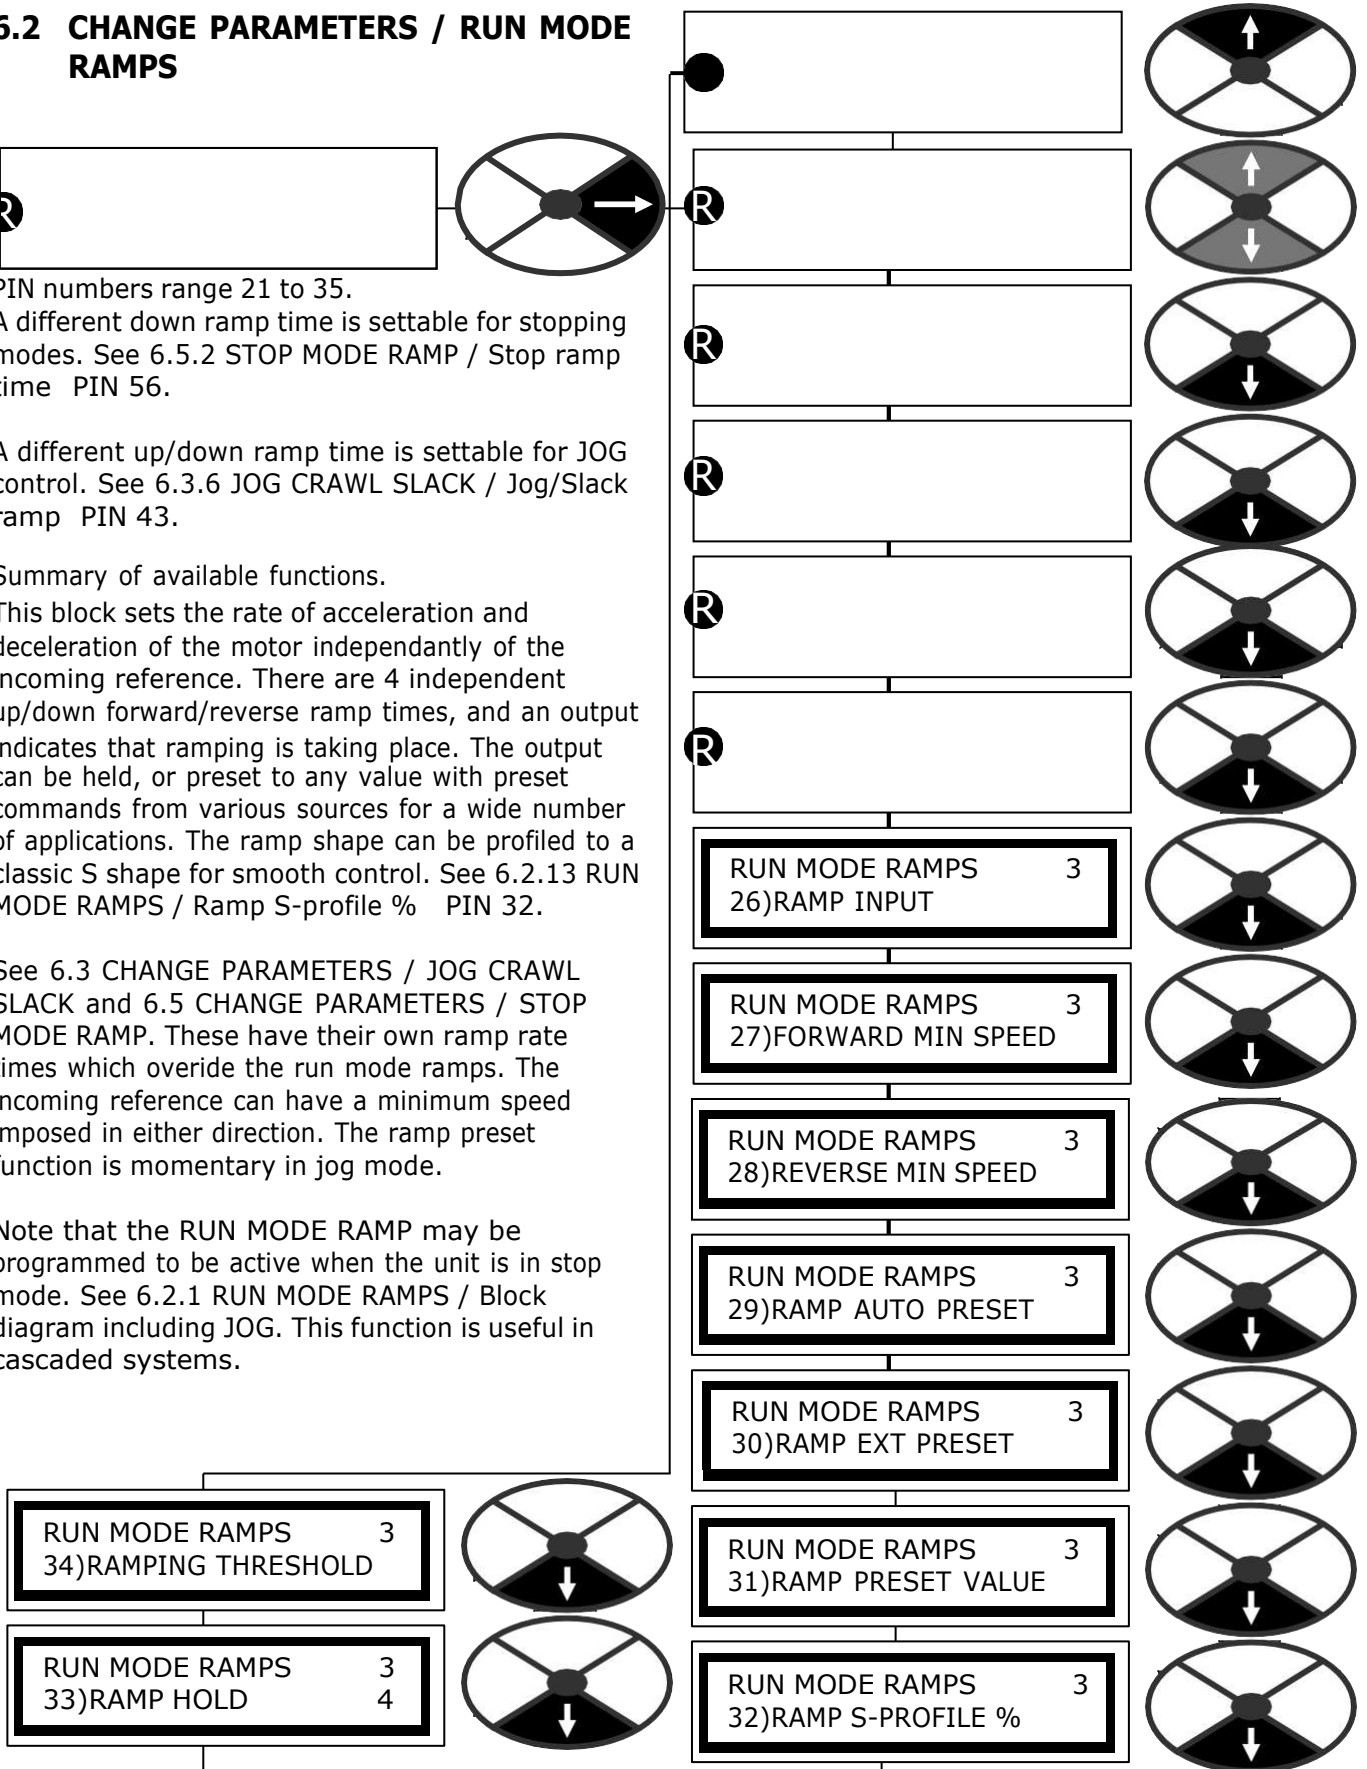 6.2 CHANGE PARAMETERS / RUN MODE
RAMPS
R
PIN numbers range 21 to 35.
A different down ramp time is settable for stopping
modes. See 6.5.2 STOP MODE RAMP / Stop ramp
time PIN 56.
A different up/down ramp time is settable for JOG
control. See 6.3.6 JOG CRAWL SLACK / Jog/Slack
ramp PIN 43.
Summary of available functions.
This block sets the rate of acceleration and
deceleration of the motor independantly of the
incoming reference. There are 4 independent
up/down forward/reverse ramp times, and an output
indicates that ramping is taking place. The output
can be held, or preset to any value with preset
commands from various sources for a wide number
of applications. The ramp shape can be profiled to a
classic S shape for smooth control. See 6.2.13 RUN
MODE RAMPS / Ramp S-profile % PIN 32.
See 6.3 CHANGE PARAMETERS / JOG CRAWL
SLACK and 6.5 CHANGE PARAMETERS / STOP
MODE RAMP. These have their own ramp rate
times which overide the run mode ramps. The
incoming reference can have a minimum speed
imposed in either direction. The ramp preset
function is momentary in jog mode.
Note that the RUN MODE RAMP may be
programmed to be active when the unit is in stop
mode. See 6.2.1 RUN MODE RAMPS / Block
diagram including JOG. This function is useful in
cascaded systems.
RUN MODE RAMPS 3
34)RAMPING THRESHOLD
RUN MODE RAMPS 3
33)RAMP HOLD 4
R
R
R
R
R
RUN MODE RAMPS 3
26)RAMP INPUT
RUN MODE RAMPS 3
27)FORWARD MIN SPEED
RUN MODE RAMPS 3
28)REVERSE MIN SPEED
RUN MODE RAMPS 3
29)RAMP AUTO PRESET
RUN MODE RAMPS 3
30)RAMP EXT PRESET
RUN MODE RAMPS 3
31)RAMP PRESET VALUE
RUN MODE RAMPS 3
32)RAMP S-PROFILE %